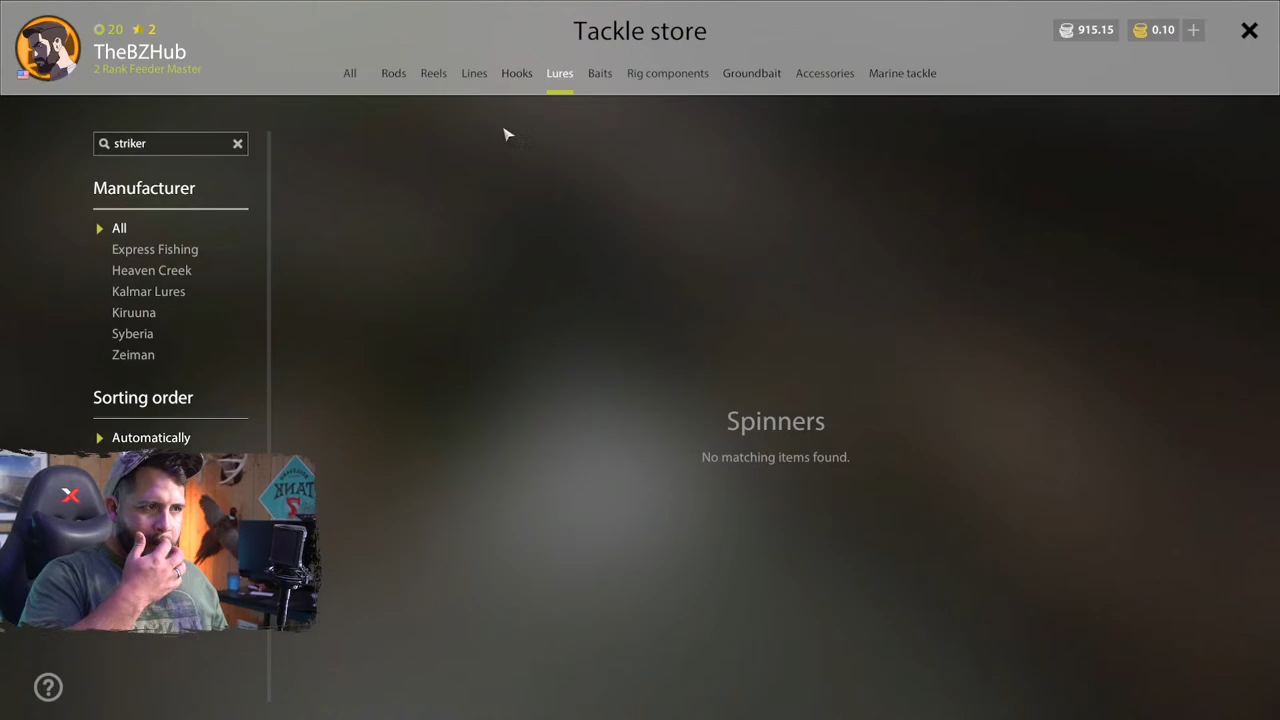 20 2
TheBZHub
2 Rank Feeder Master
Tackle store
915.15
0.10
All Rods Reels Lines Hooks Lures Baits Rig components Groundbait Accessories Marine tackle
striker
Manufacturer
All
Express Fishing
Heaven Creek
Kalmar Lures
Kiruuna
Syberia
Zeiman
Sorting order
Automatically
Spinners
No matching items found.